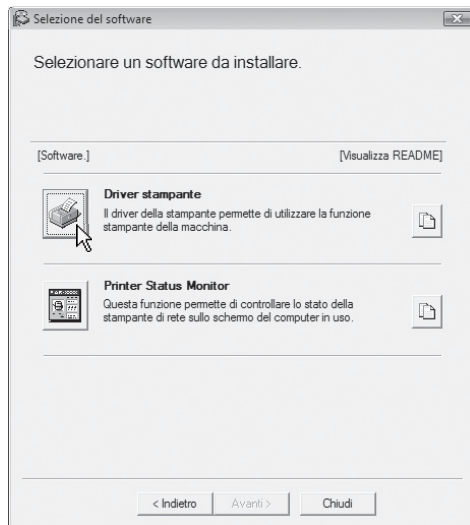 Selezione del software
Selezionare un software da installare.
[Software.] [Visualizza README]
Driver stampante
Il driver della stampante permette di utilizzare la funzione
stampante della macchina.
Printer Status Monitor
Questa funzione permette di controllare lo stato della
stampante di rete sullo schermo del computer in uso.
< Indietro Avanti > Chiudi